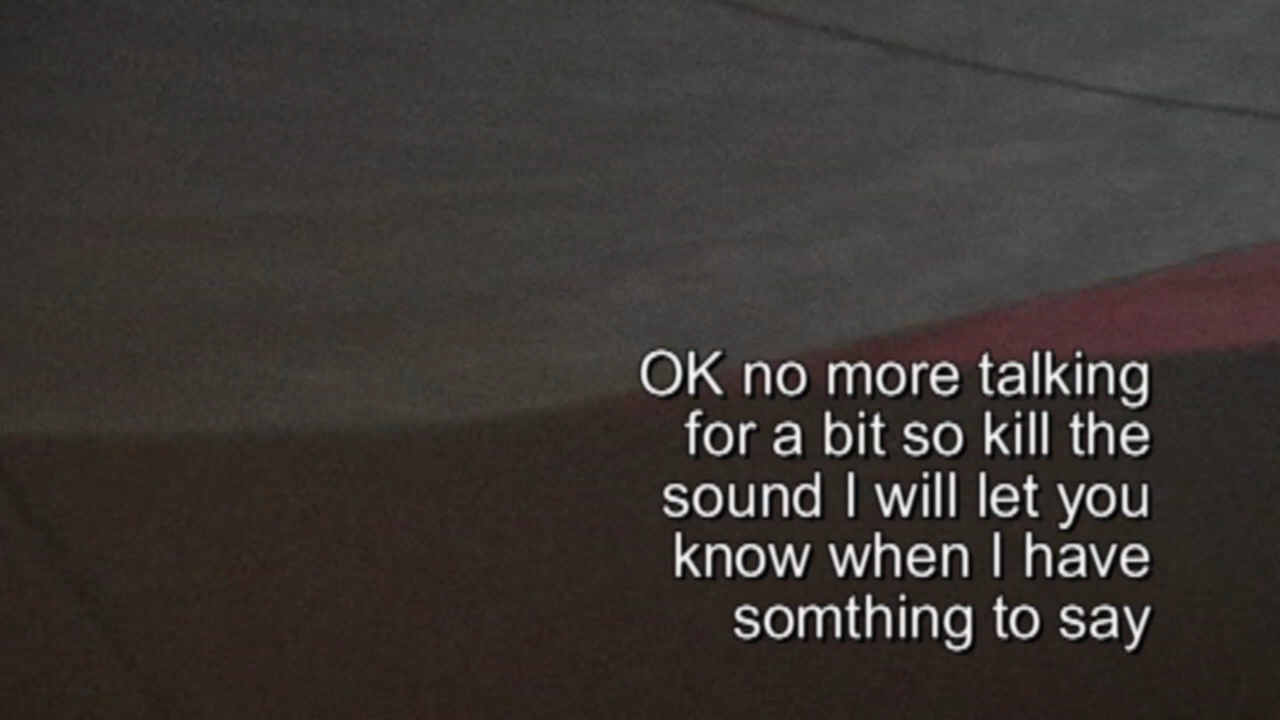 OK no more talking
for a bit so kill the
sound I will let you
know when I have
somthing to say